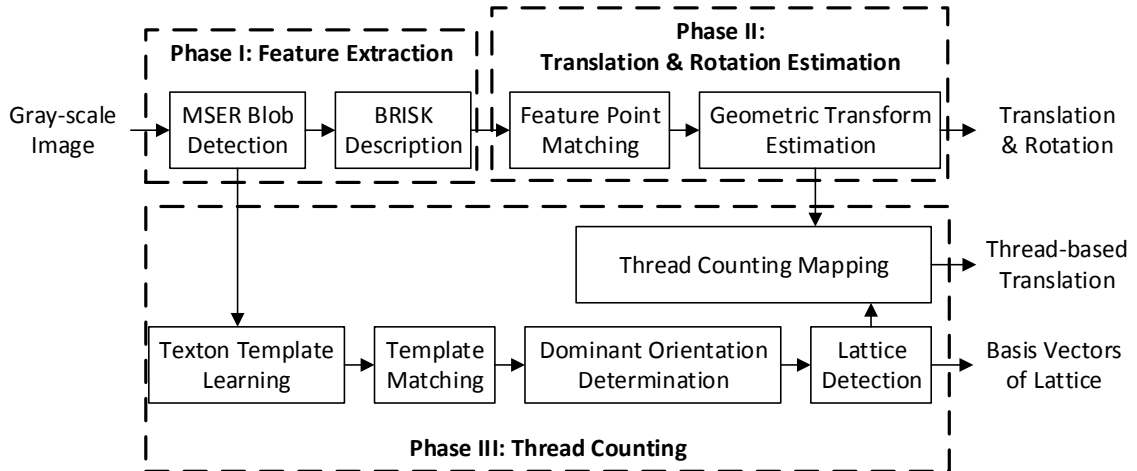 Phase I: Feature Extraction
Phase II:
Translation & Rotation Estimation
Gray-scale
Image
MSER Blob
Detection
BRISK
Description
Feature Point
Matching
Geometric Transform
Estimation
Translation
& Rotation
Thread Counting Mapping
Thread-based
Translation
Texton Template
Learning
Template
Matching
Dominant Orientation
Determination
Lattice
Detection
Basis Vectors
of Lattice
Phase III: Thread Counting